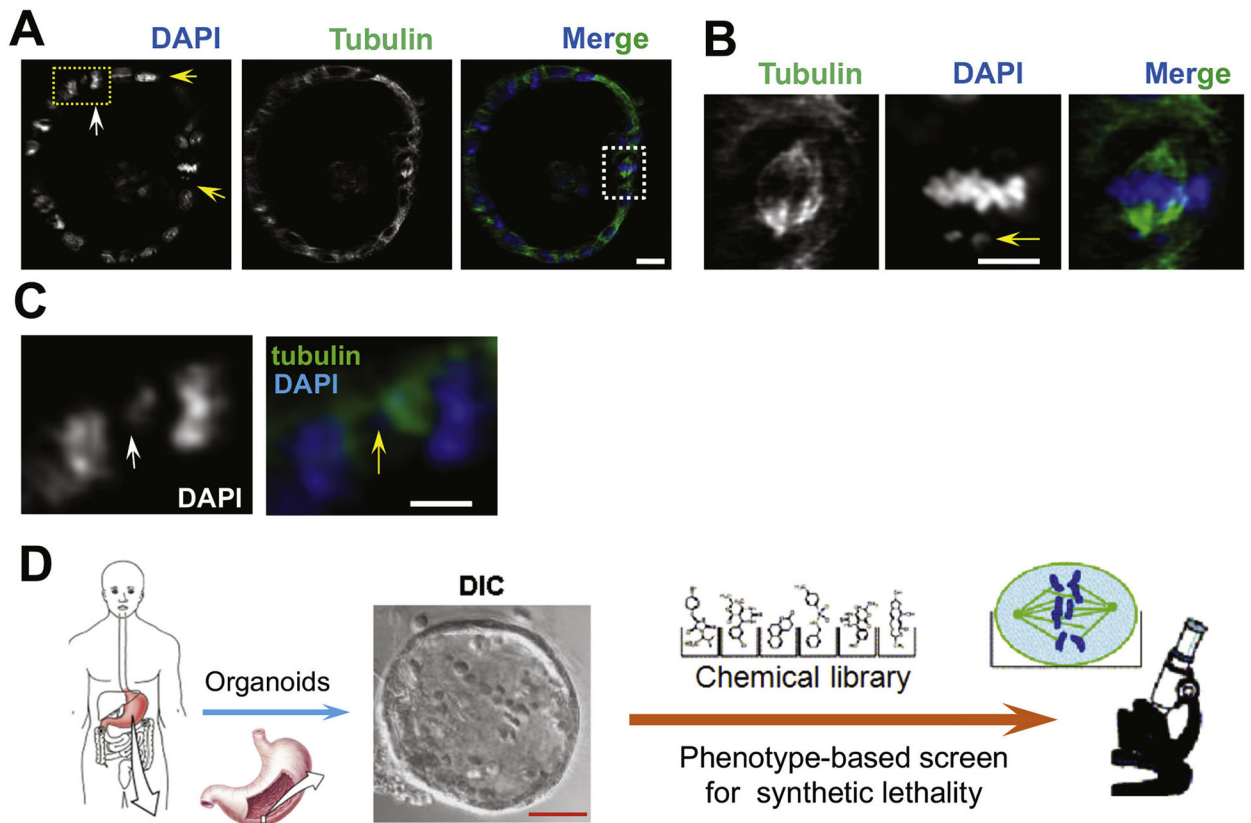 A
DAPI
Tubulin
Merge
B
Tubulin
DAPI
Merge
C
DAPI
tubulin
DAPI
D
Organoids
DIC
Chemical library
Phenotype-based screen
for synthetic lethality